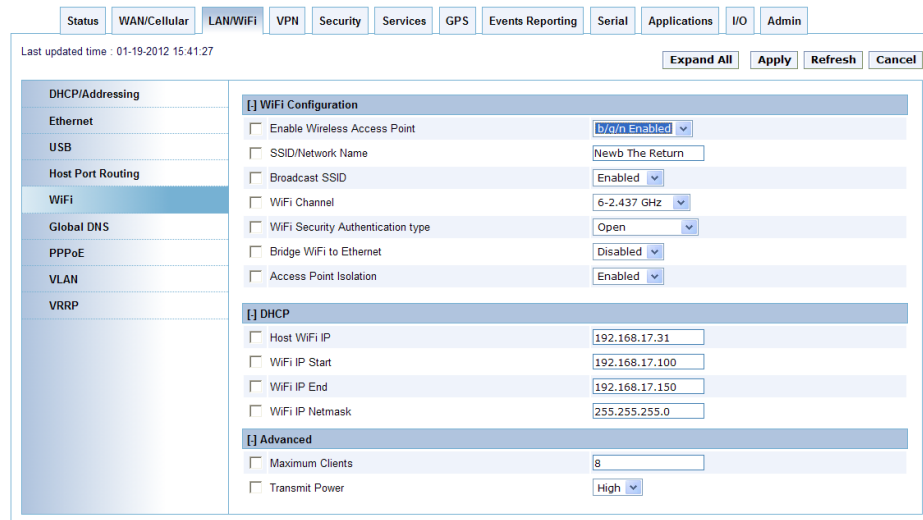 Status WAN/Cellular LAN/WiFi VPN Security Services GPS Events Reporting Serial Applications I/O Admin
Last updated time : 01-19-2012 15:41:27
Expand All Apply Refresh Cancel
DHCP/Addressing
Ethernet
USB
Host Port Routing
WiFi
Global DNS
PPPoE
VLAN
VRRP
[-] WiFi Configuration
Enable Wireless Access Point b/g/n Enabled
SSID/Network Name Newb The Return
Broadcast SSID Enabled
WiFi Channel 6-2.437 GHz
WiFi Security Authentication type Open
Bridge WiFi to Ethernet Disabled
Access Point Isolation Enabled
[-] DHCP
Host WiFi IP 192.168.17.31
WiFi IP Start 192.168.17.100
WiFi IP End 192.168.17.150
WiFi IP Netmask 255.255.255.0
[-] Advanced
Maximum Clients 8
Transmit Power High